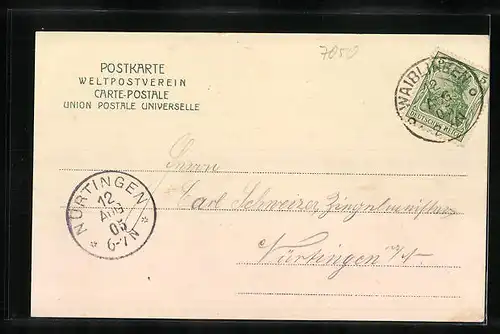 7050
POSTKARTE
WELTPOSTVEREIN
CARTE-POSTALE
UNION POSTALE UNIVERSELLE
WAIBLINGEN
5
DEUTSCHES REICH
Herrn
Carl Schweizer,
Nürtingen a/N
NÜRTINGEN
12
AUG
05
6-7N